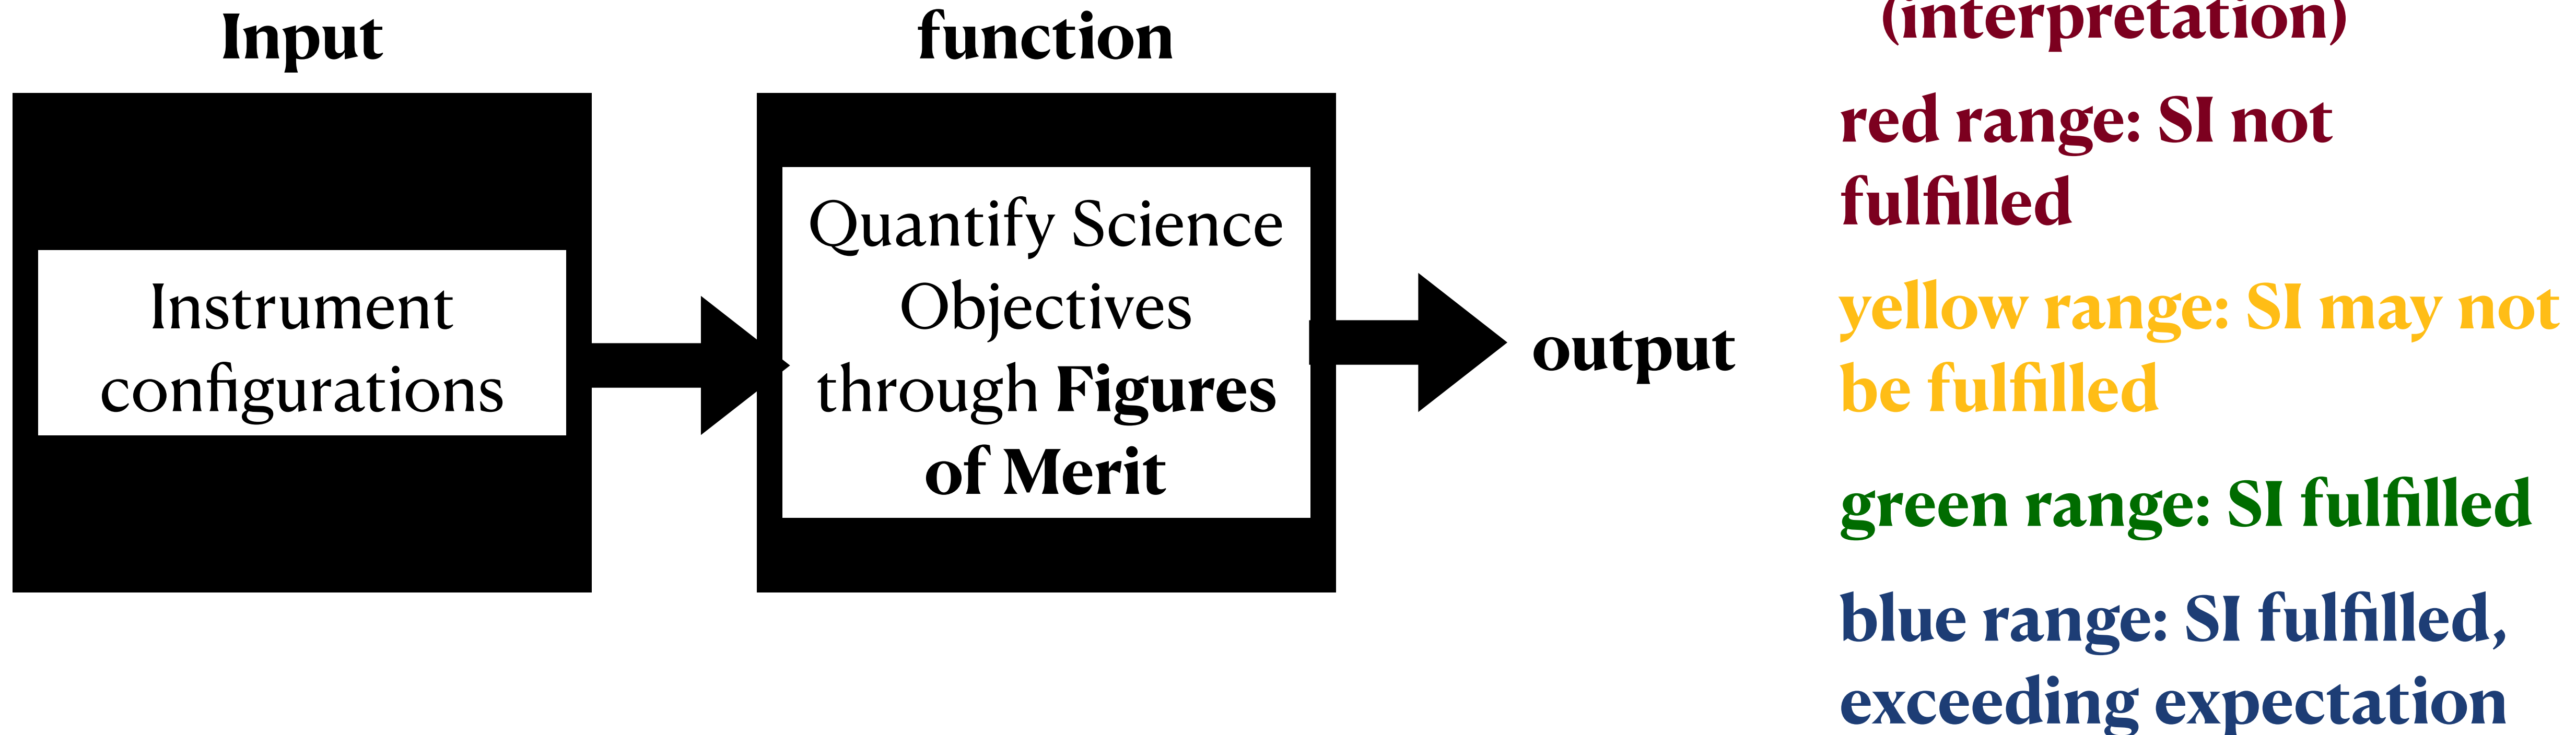 Input
Instrument
configurations
function
Quantify Science
Objectives
through Figures
of Merit
output
(interpretation)
red range: SI not
fulfilled
yellow range: SI may not
be fulfilled
green range: SI fulfilled
blue range: SI fulfilled,
exceeding expectation